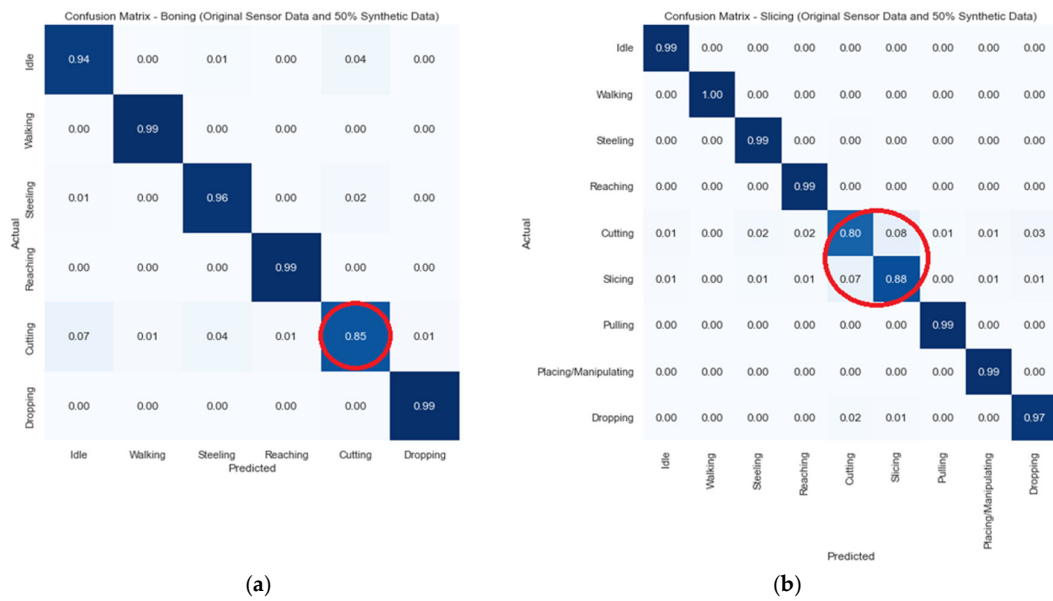 Confusion Matrix - Boning (Original Sensor Data and 50% Synthetic Data)
Actual
Idle 0.94 0.00 0.01 0.00 0.04 0.00
Walking 0.00 0.99 0.00 0.00 0.00 0.00
Steeling 0.01 0.00 0.96 0.00 0.02 0.00
Reaching 0.00 0.00 0.00 0.99 0.00 0.00
Cutting 0.07 0.01 0.04 0.01 0.85 0.01
Dropping 0.00 0.00 0.00 0.00 0.00 0.99
Idle Walking Steeling Reaching Cutting Dropping
Predicted
(a)
Confusion Matrix - Slicing (Original Sensor Data and 50% Synthetic Data)
Actual
Idle 0.99 0.00 0.00 0.00 0.00 0.00 0.00 0.00 0.00
Walking 0.00 1.00 0.00 0.00 0.00 0.00 0.00 0.00 0.00
Steeling 0.00 0.00 0.99 0.00 0.00 0.00 0.00 0.00 0.00
Reaching 0.00 0.00 0.00 0.99 0.00 0.00 0.00 0.00 0.00
Cutting 0.01 0.00 0.02 0.02 0.80 0.08 0.01 0.01 0.03
Slicing 0.01 0.00 0.01 0.01 0.07 0.88 0.00 0.01 0.01
Pulling 0.00 0.00 0.00 0.00 0.00 0.00 0.99 0.00 0.00
Placing/Manipulating 0.00 0.00 0.00 0.00 0.00 0.00 0.00 0.99 0.00
Dropping 0.00 0.00 0.00 0.00 0.02 0.01 0.00 0.00 0.97
Idle Walking Steeling Reaching Cutting Slicing Pulling Placing/Manipulating Dropping
Predicted
(b)